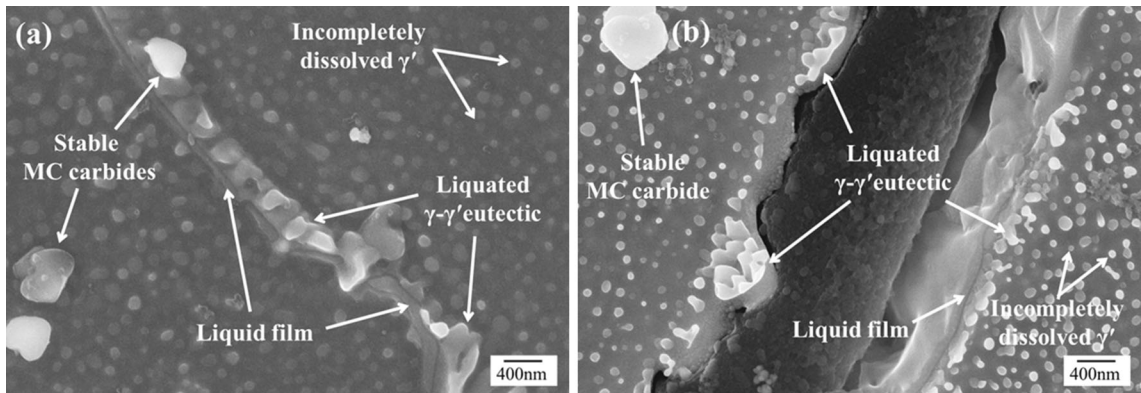 (a)
Incompletely
dissolved γ′
Stable
MC carbides
Liquated
γ-γ′eutectic
Liquid film
400nm
(b)
Stable
MC carbide
Liquated
γ-γ′eutectic
Liquid film
Incompletely
dissolved γ′
400nm